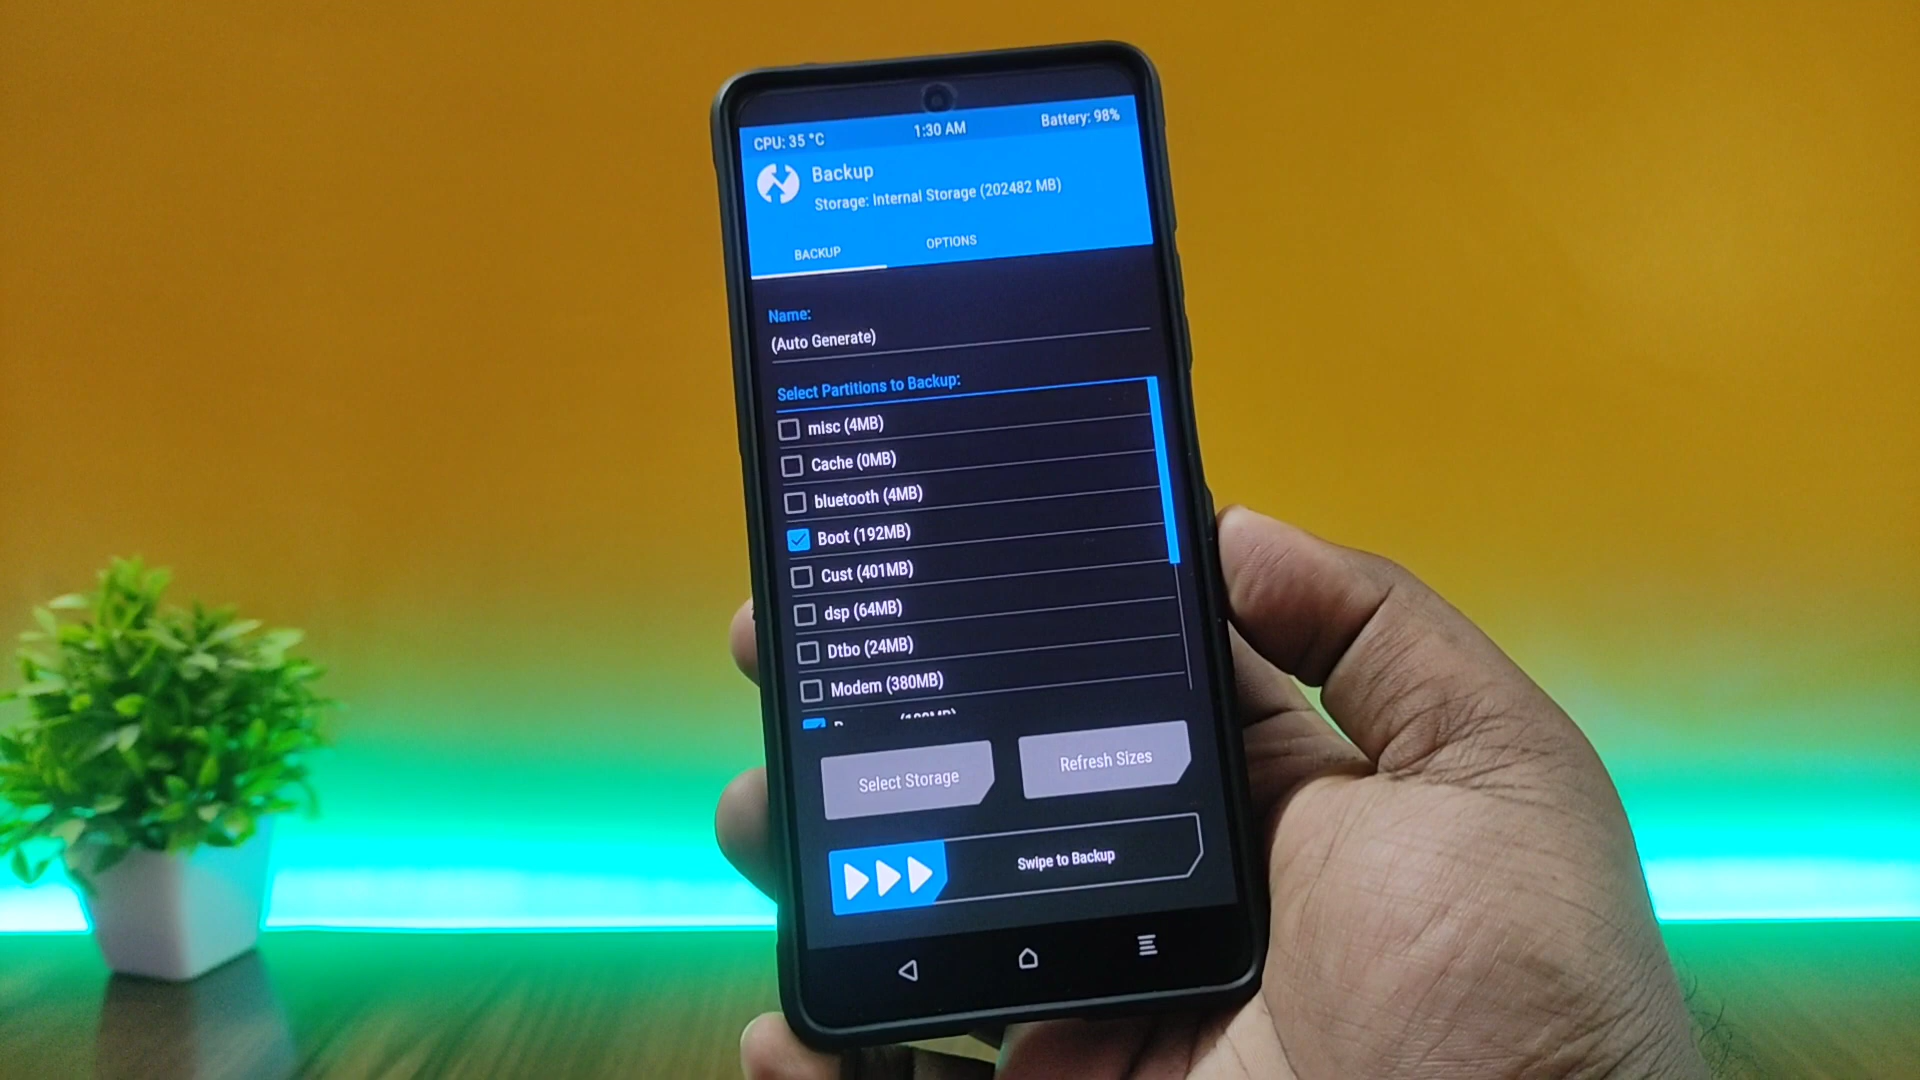 CPU: 35 °C 1:30 AM Battery: 98%
Backup
Storage: Internal Storage (202482 MB)
BACKUP OPTIONS
Name:
(Auto Generate)
Select Partitions to Backup:
misc (4MB)
Cache (0MB)
bluetooth (4MB)
Boot (192MB)
Cust (401MB)
dsp (64MB)
Dtbo (24MB)
Modem (380MB)
Select Storage Refresh Sizes
Swipe to Backup